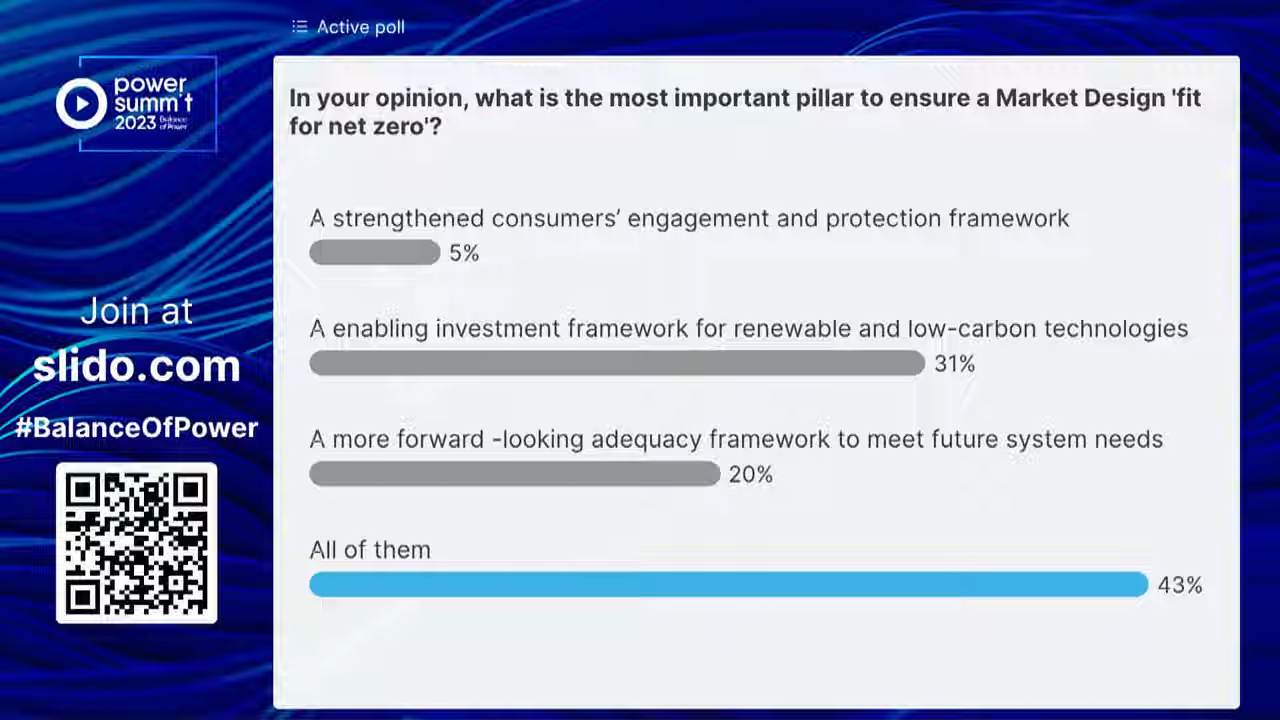 Active poll
power
summit
2023 Balance
of Power
In your opinion, what is the most important pillar to ensure a Market Design 'fit
for net zero'?
A strengthened consumers’ engagement and protection framework
5%
A enabling investment framework for renewable and low-carbon technologies
31%
A more forward -looking adequacy framework to meet future system needs
20%
All of them
43%
Join at
slido.com
#BalanceOfPower